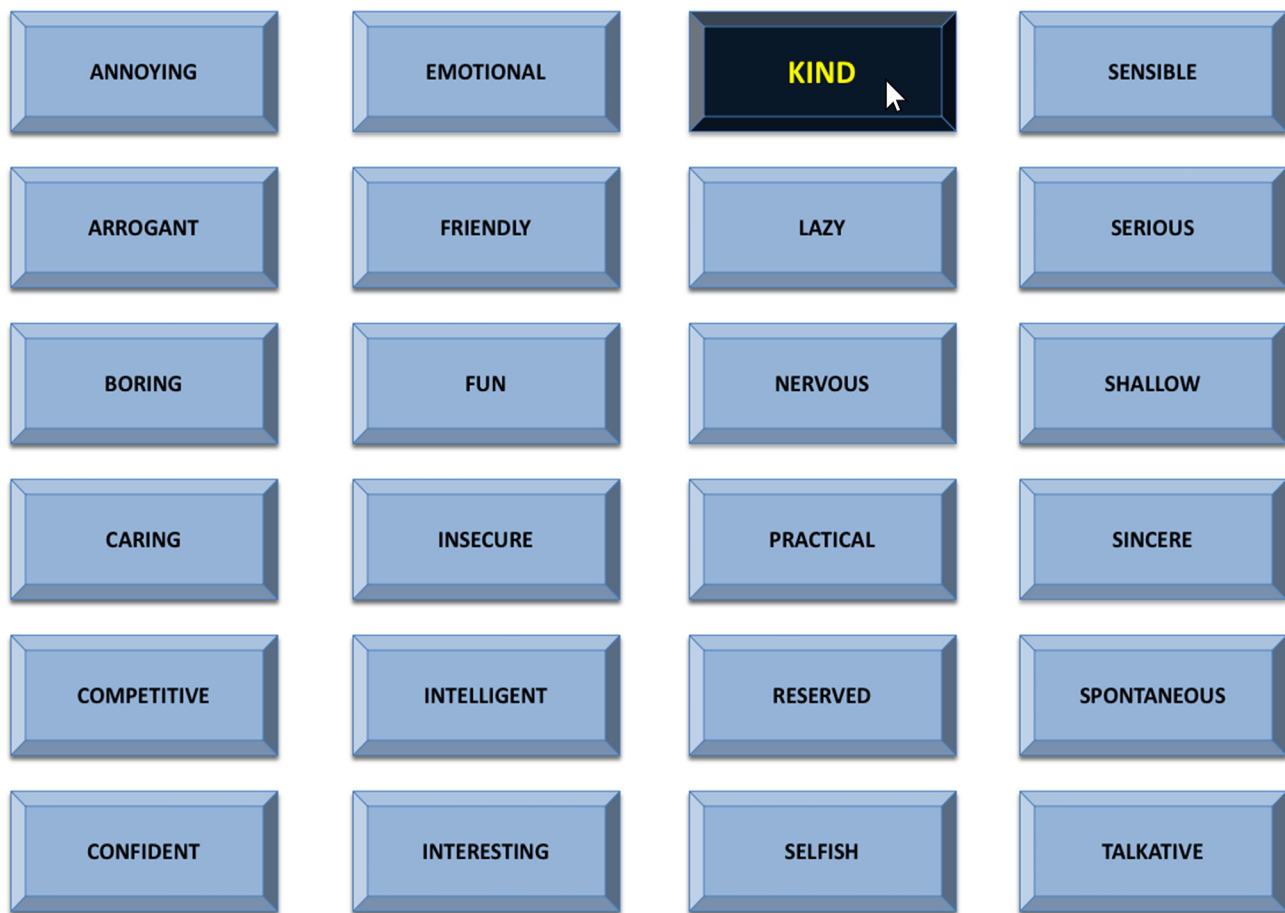 ANNOYING
EMOTIONAL
KIND
SENSIBLE
ARROGANT
FRIENDLY
LAZY
SERIOUS
BORING
FUN
NERVOUS
SHALLOW
CARING
INSECURE
PRACTICAL
SINCERE
COMPETITIVE
INTELLIGENT
RESERVED
SPONTANEOUS
CONFIDENT
INTERESTING
SELFISH
TALKATIVE